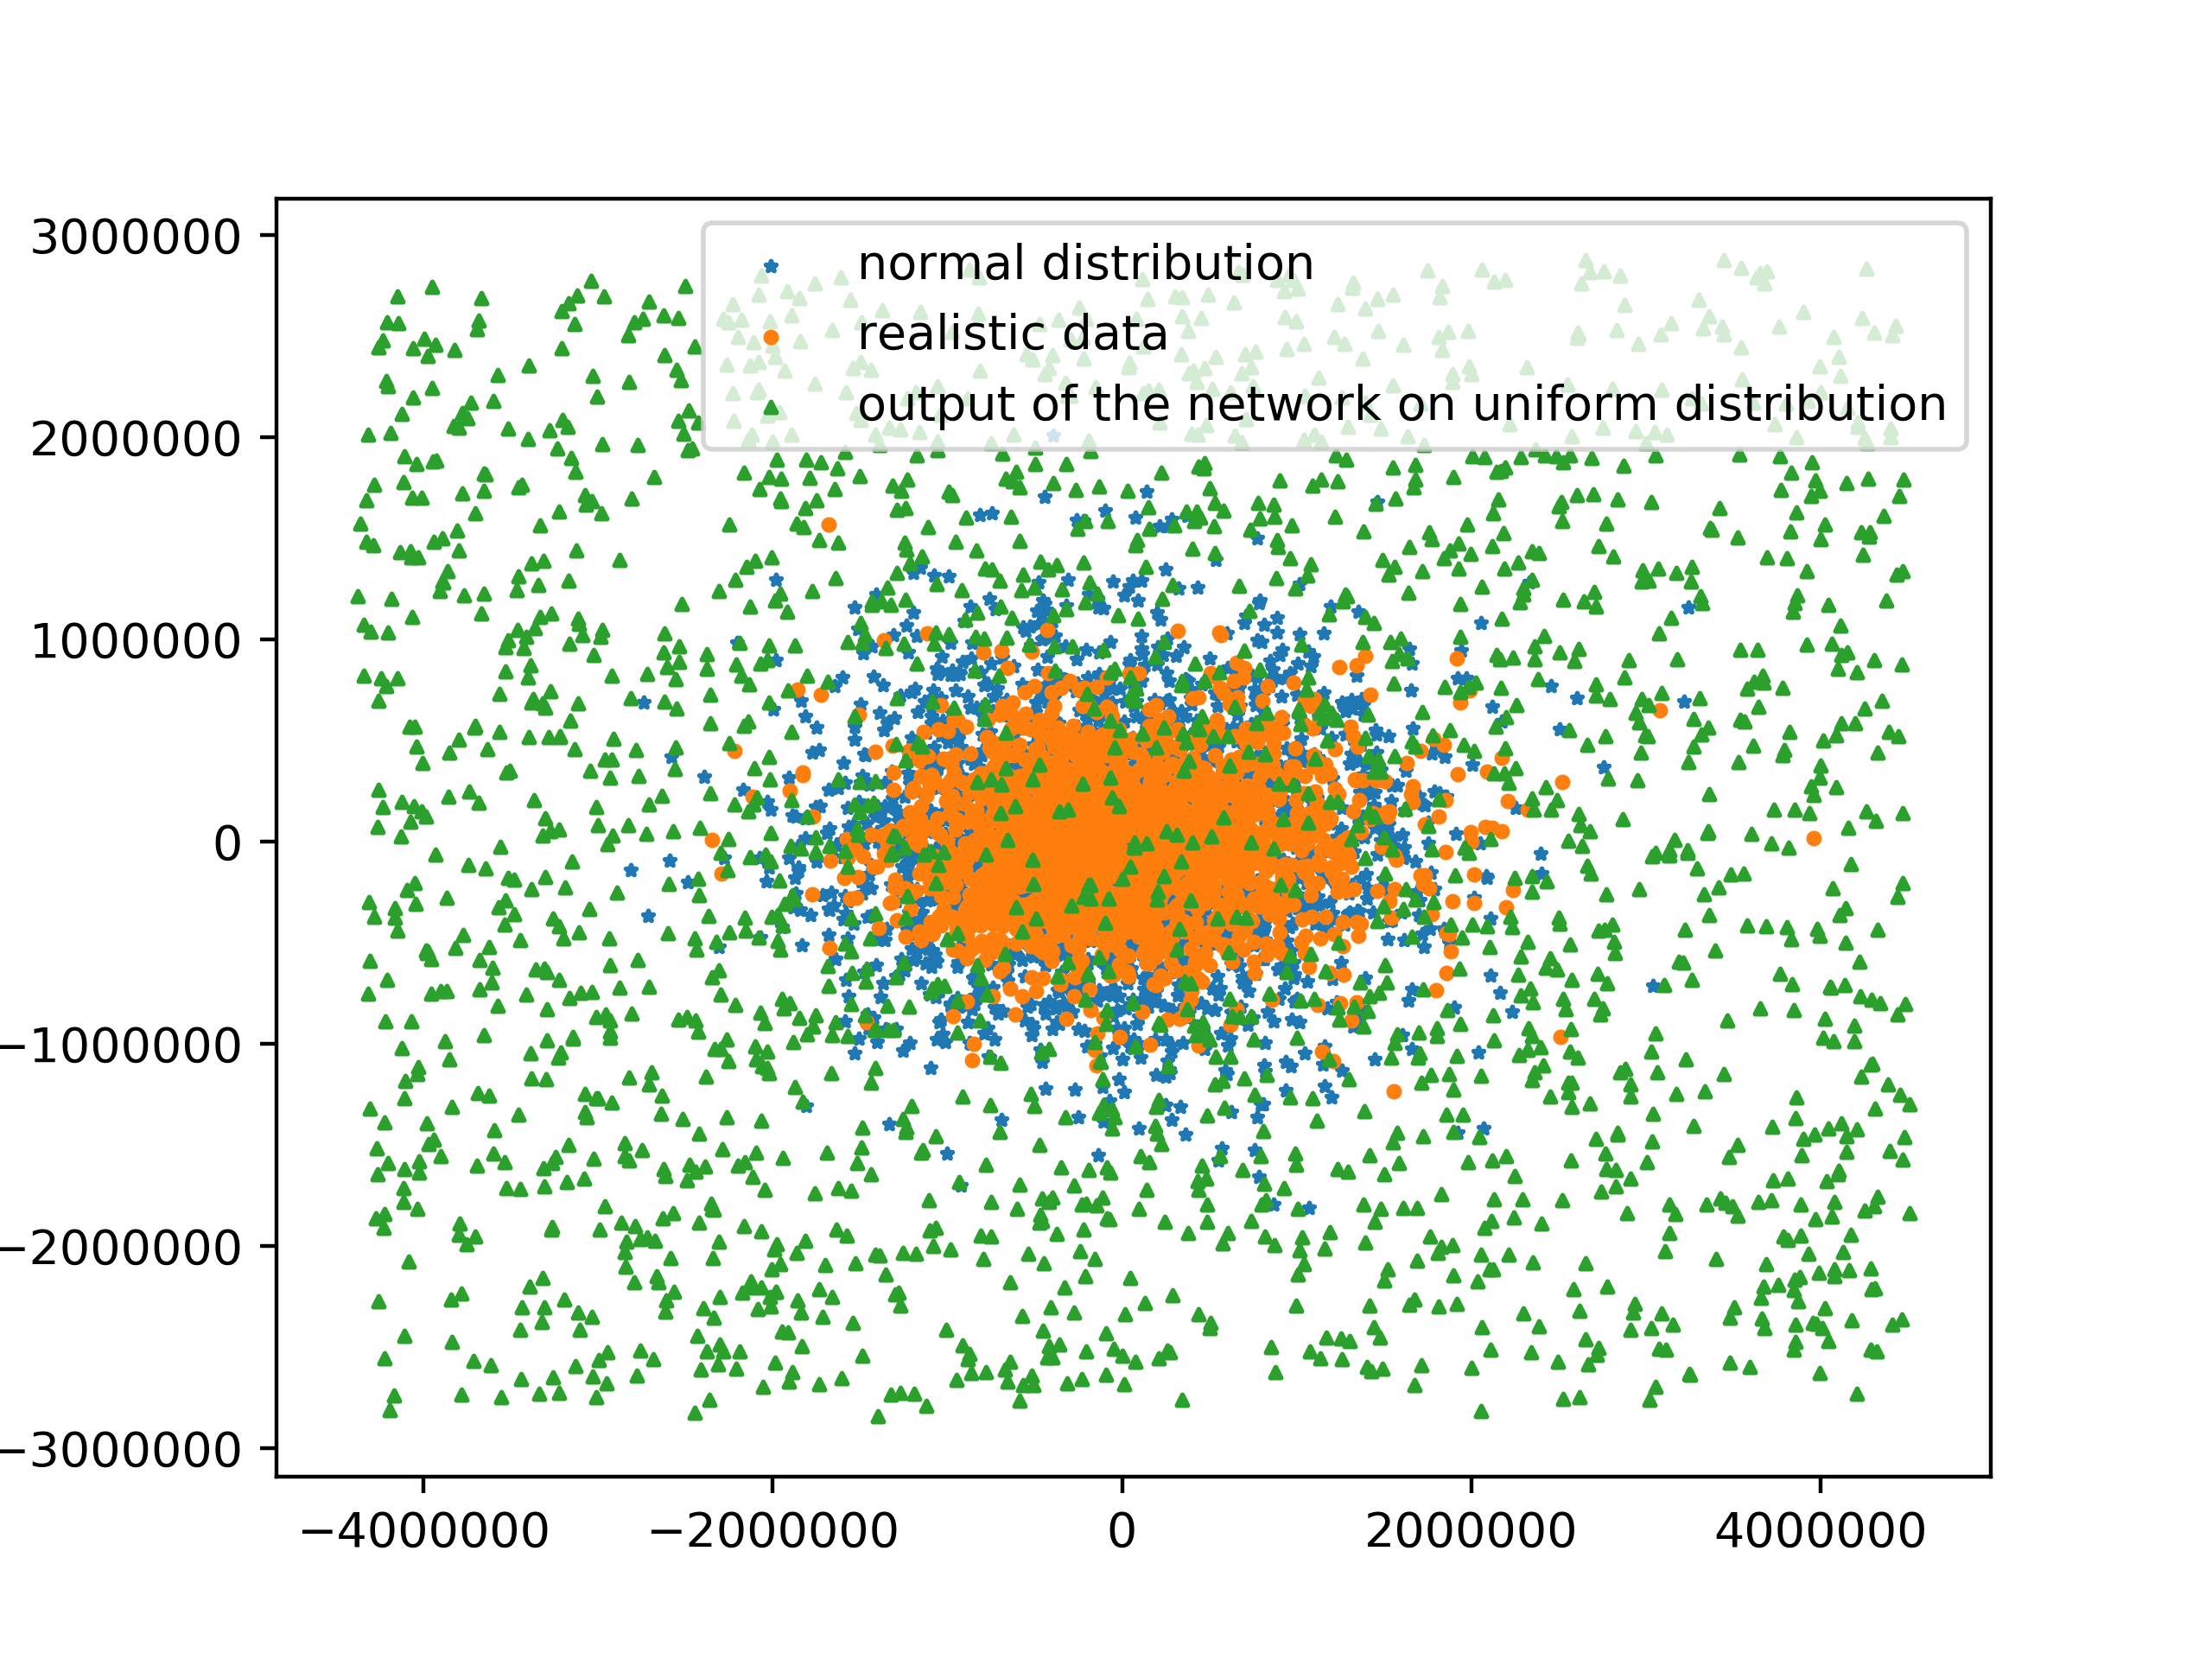 3000000
2000000
1000000
0
−1000000
−2000000
−3000000
normal distribution
realistic data
output of the network on uniform distribution
−4000000 −2000000 0 2000000 4000000